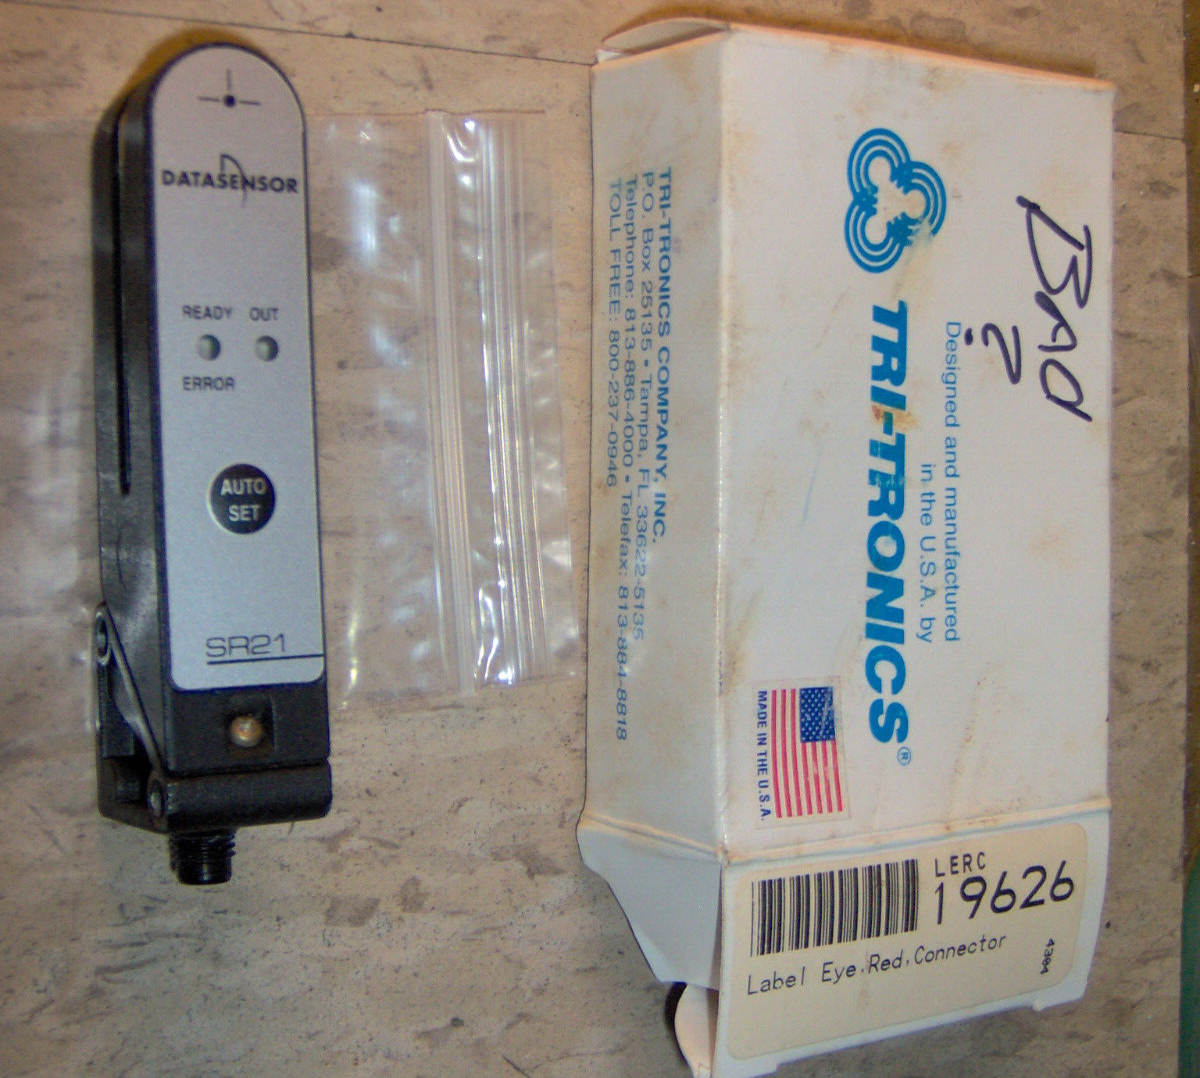 DATASENSOR
READY OUT
ERROR
AUTO
SET
SR21
TRI-TRONICS COMPANY, INC.
P.O. Box 25135 • Tampa, FL 33622-5135
Telephone: 813-886-4000 • Telefax: 813-884-8818
TOLL FREE: 800-237-0946
BAD
?
Designed and manufactured
in the U.S.A. by
TRI-TRONICS®
MADE IN THE U.S.A.
LERC
19626
Label Eye,Red,Connector
4304